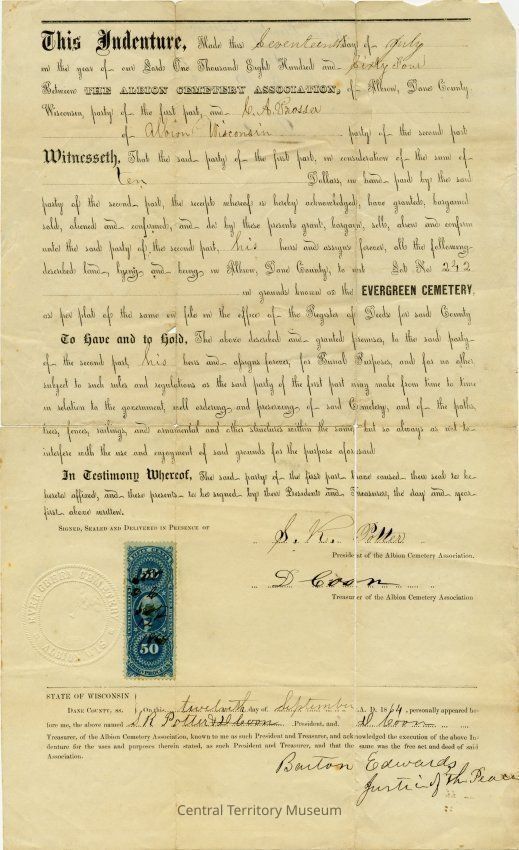 This Indenture, Made this Seventeenth day of July
in the year of our Lord One Thousand Eight Hundred and Sixty Four
Between THE ALBION CEMETERY ASSOCIATION, of Albion, Dane County
Wisconsin, party of the first part, and C. A. Crosse
of Albion Wisconsin party of the second part
Witnesseth, That the said party of the first part, in consideration of the sum of
Ten Dollars, in hand paid by the said
party of the second part, the receipt whereof is hereby acknowledged, have granted, bargained
sold, aliened and confirmed, and do by these presents grant, bargain, sell, alien and confirm
unto the said party of the second part, his heirs and assigns forever, all the following
described land, lying and being in Albion, Dane County, to wit Lot No 242
in grounds known as the EVERGREEN CEMETERY,
as per plat of the same on file in the office of the Register of Deeds for said County
To Have and to Hold, The above described and granted premises, to the said party
of the second part, his heirs and assigns forever, for Burial Purposes, and for no other
subject to such rules and regulations as the said party of the first part may make from time to time
in relation to the government, well ordering and preserving of said Cemetery, and of the paths,
trees, fences, railings, and ornamental and other structures within the same, but so always as not to
interfere with the use and enjoyment of said grounds for the purpose aforesaid
In Testimony Whereof, The said party of the first part have caused their seal to be
hereto affixed, and these presents to be signed by their Presidents and Treasurer, the day and year
first above written.
SIGNED, SEALED AND DELIVERED IN PRESENCE OF
S. R. Potter
President of the Albion Cemetery Association.
D Coon
Treasurer of the Albion Cemetery Association
50
50
STATE OF WISCONSIN
DANE COUNTY, SS. On this twelvth day of September A. D. 1864, personally appeared be
fore me, the above named S R Potter & D Coon President, and D Coon
Treasurer, of the Albion Cemetery Association, known to me as such President and Treasurer, and acknowledged the execution of the above In
denture for the uses and purposes therein stated, as such President and Treasurer, and that the same was the free act and deed of said
Association.
Barton Edwards
Justice of the Peace
Central Territory Museum